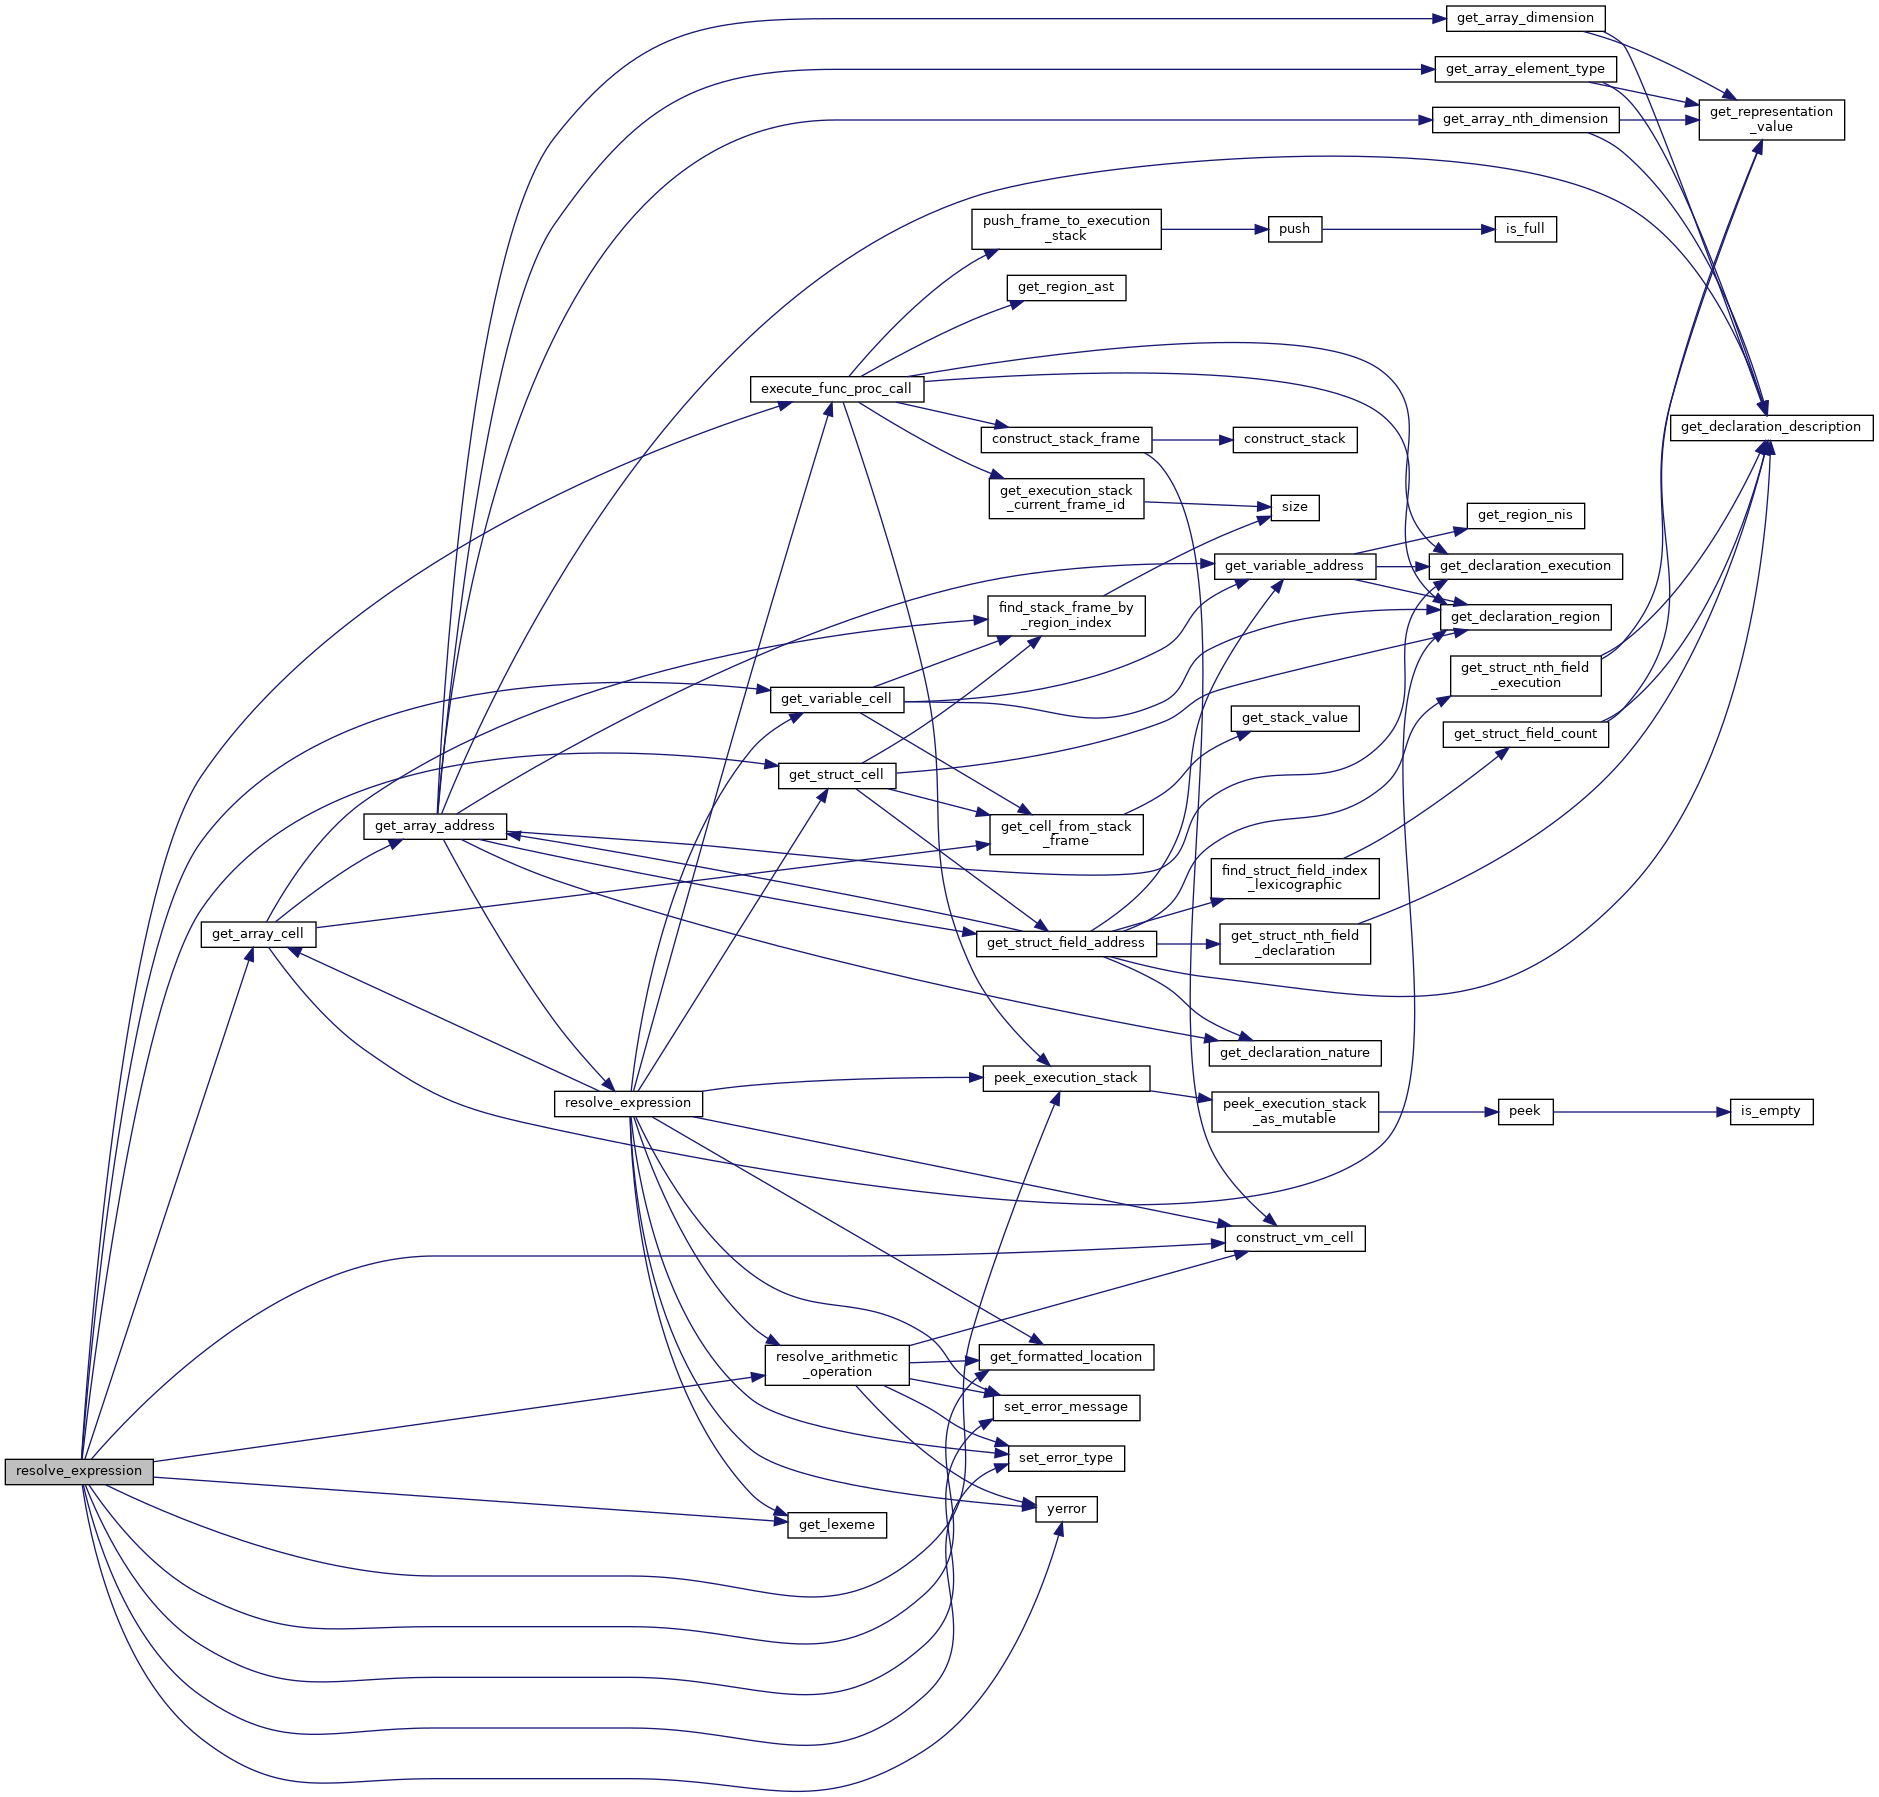 get_array_dimension
get_array_element_type
get_representation
_value
get_array_nth_dimension
push_frame_to_execution
_stack
push
is_full
get_region_ast
execute_func_proc_call
get_declaration_description
construct_stack_frame
construct_stack
get_execution_stack
_current_frame_id
size
get_region_nis
get_variable_address
get_declaration_execution
find_stack_frame_by
_region_index
get_declaration_region
get_struct_nth_field
_execution
get_variable_cell
get_stack_value
get_struct_field_count
get_struct_cell
get_array_address
get_cell_from_stack
_frame
find_struct_field_index
_lexicographic
get_array_cell
get_struct_field_address
get_struct_nth_field
_declaration
get_declaration_nature
peek_execution_stack
resolve_expression
peek_execution_stack
_as_mutable
peek
is_empty
construct_vm_cell
resolve_arithmetic
_operation
get_formatted_location
set_error_message
set_error_type
resolve_expression
yerror
get_lexeme